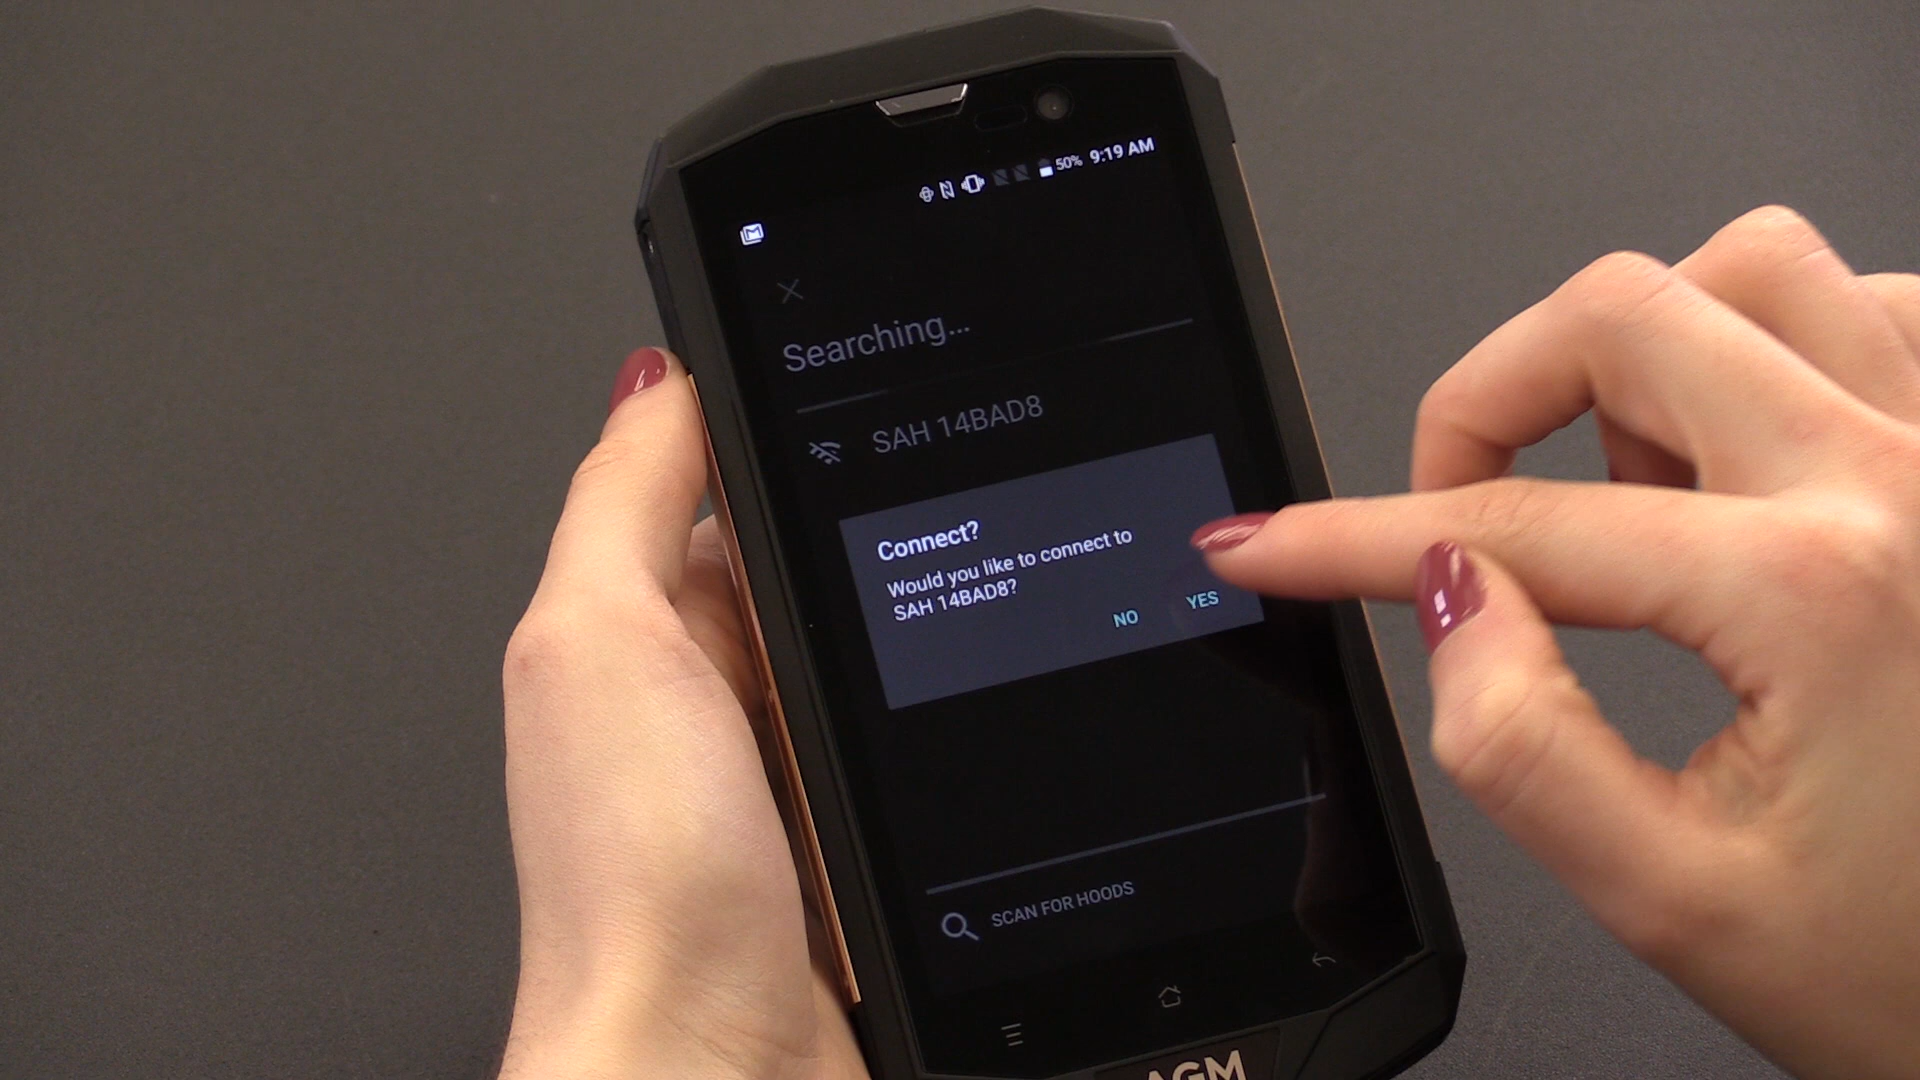 50% 9:19 AM
Searching...
SAH 14BAD8
Connect?
Would you like to connect to
SAH 14BAD8?
NO YES
SCAN FOR HOODS
AGM